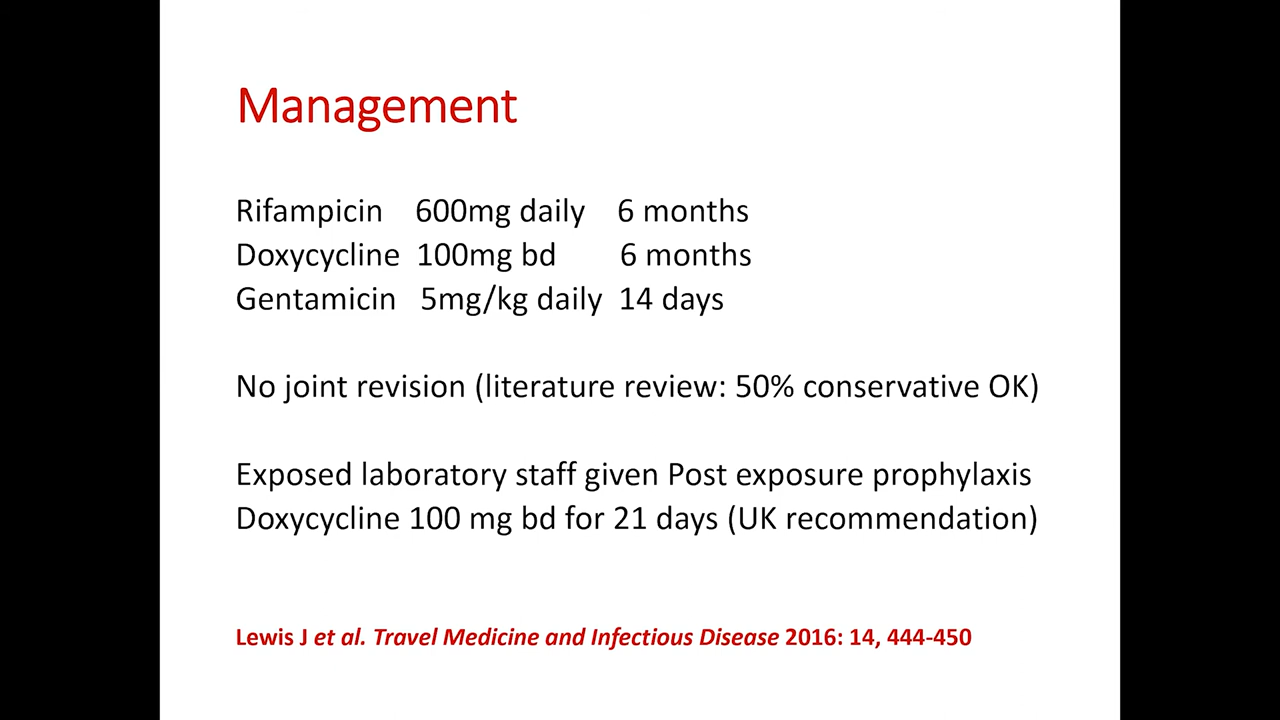 Management
Rifampicin 600mg daily 6 months
Doxycycline 100mg bd 6 months
Gentamicin 5mg/kg daily 14 days
No joint revision (literature review: 50% conservative OK)
Exposed laboratory staff given Post exposure prophylaxis
Doxycycline 100 mg bd for 21 days (UK recommendation)
Lewis J et al. Travel Medicine and Infectious Disease 2016: 14, 444-450